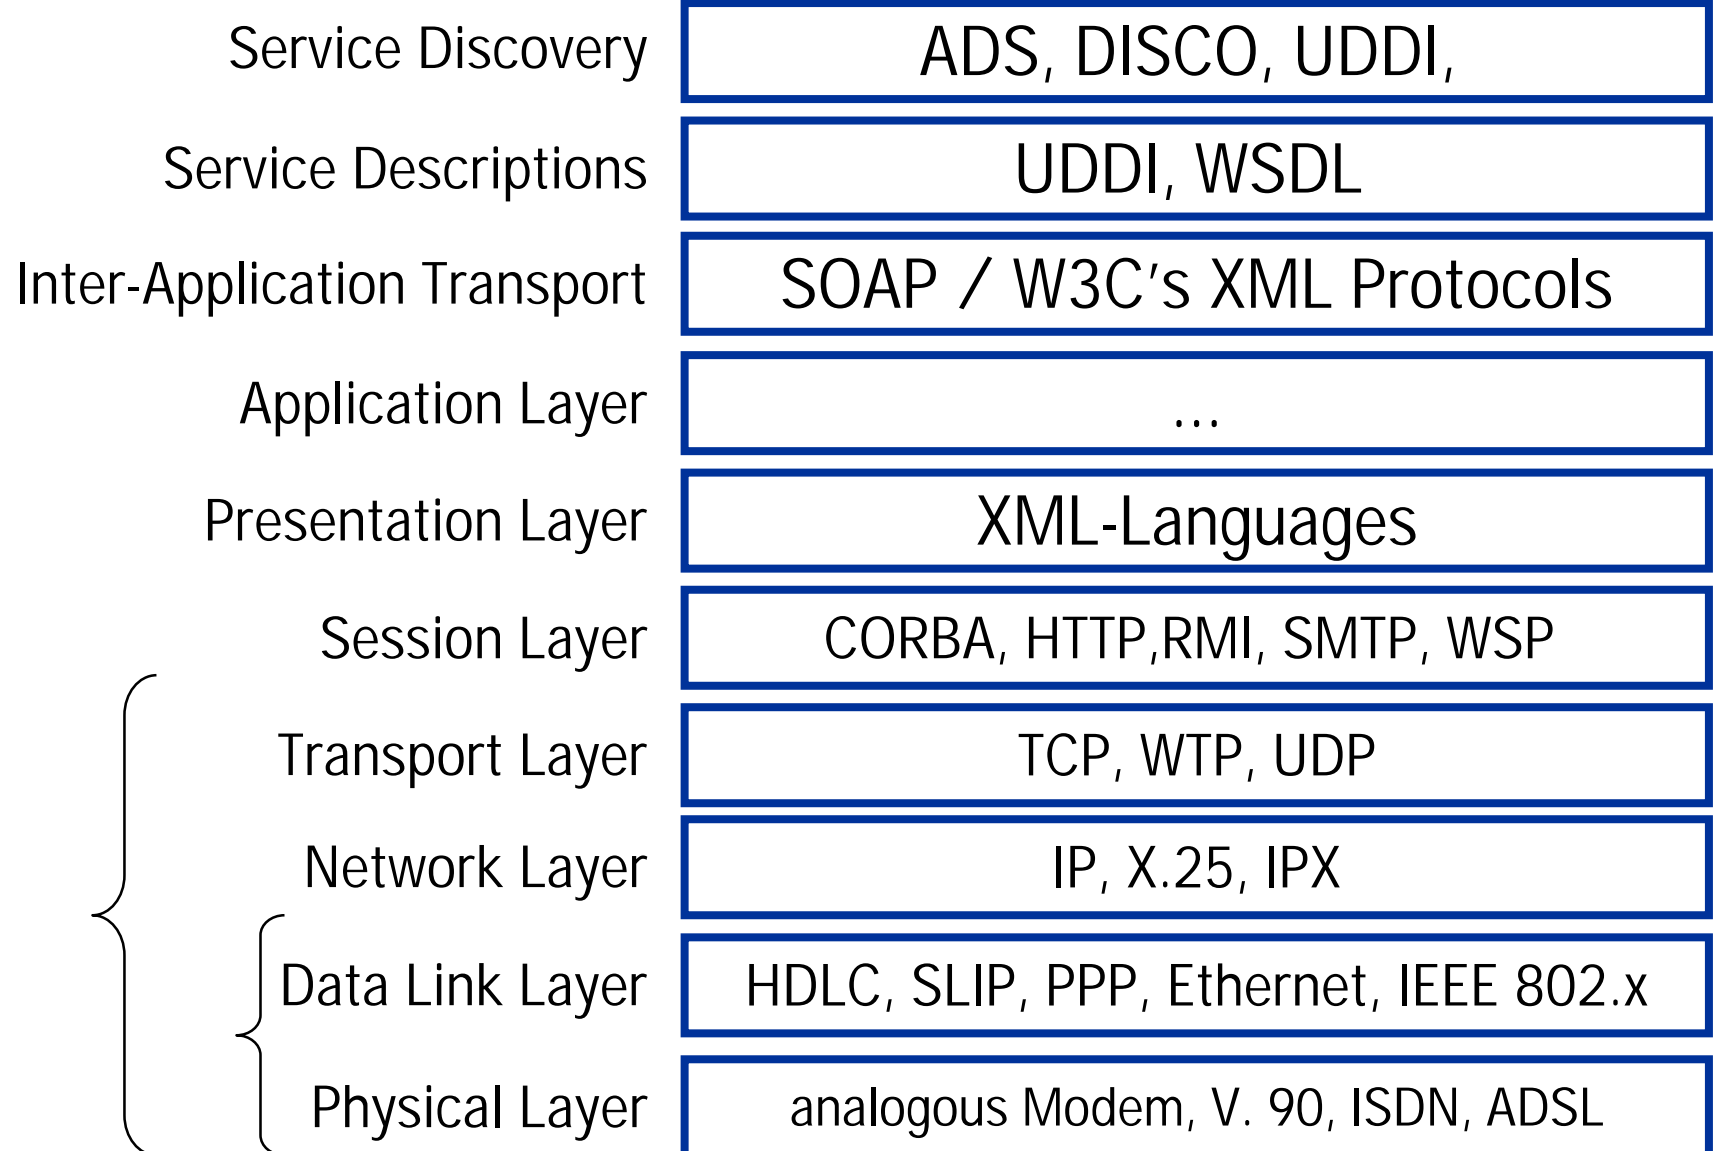 Service Discovery ADS, DISCO, UDDI,
Service Descriptions UDDI, WSDL
Inter-Application Transport SOAP / W3C's XML Protocols
Application Layer ...
Presentation Layer XML-Languages
Session Layer CORBA, HTTP,RMI, SMTP, WSP
Transport Layer TCP, WTP, UDP
Network Layer IP, X.25, IPX
Data Link Layer HDLC, SLIP, PPP, Ethernet, IEEE 802.x
Physical Layer analogous Modem, V. 90, ISDN, ADSL